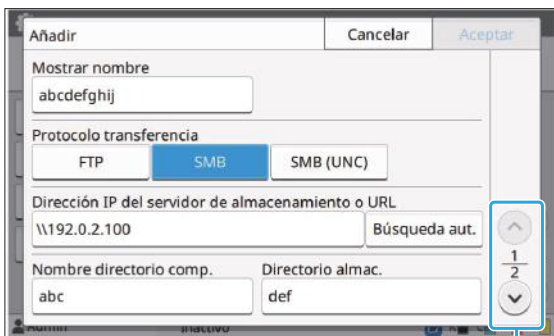 Añadir Cancelar Aceptar
Mostrar nombre
abcdefghij
Protocolo transferencia
FTP SMB SMB (UNC)
Dirección IP del servidor de almacenamiento o URL
\\192.0.2.100 Búsqueda aut.
Nombre directorio comp. Directorio almac.
1
2
abc def
Admin Inactivo